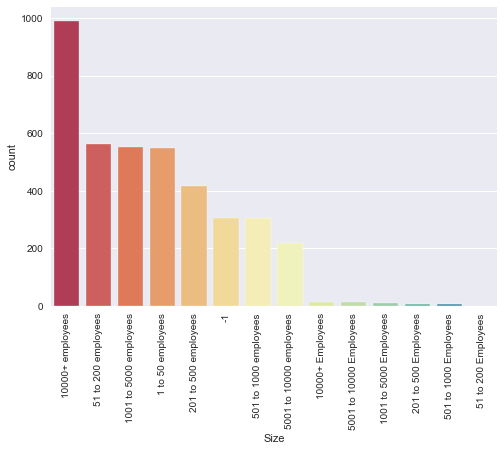 1000
800
600
400
200
0
count
10000+ employees
51 to 200 employees
1001 to 5000 employees
1 to 50 employees
201 to 500 employees
-1
501 to 1000 employees
5001 to 10000 employees
10000+ Employees
5001 to 10000 Employees
1001 to 5000 Employees
201 to 500 Employees
501 to 1000 Employees
51 to 200 Employees
Size